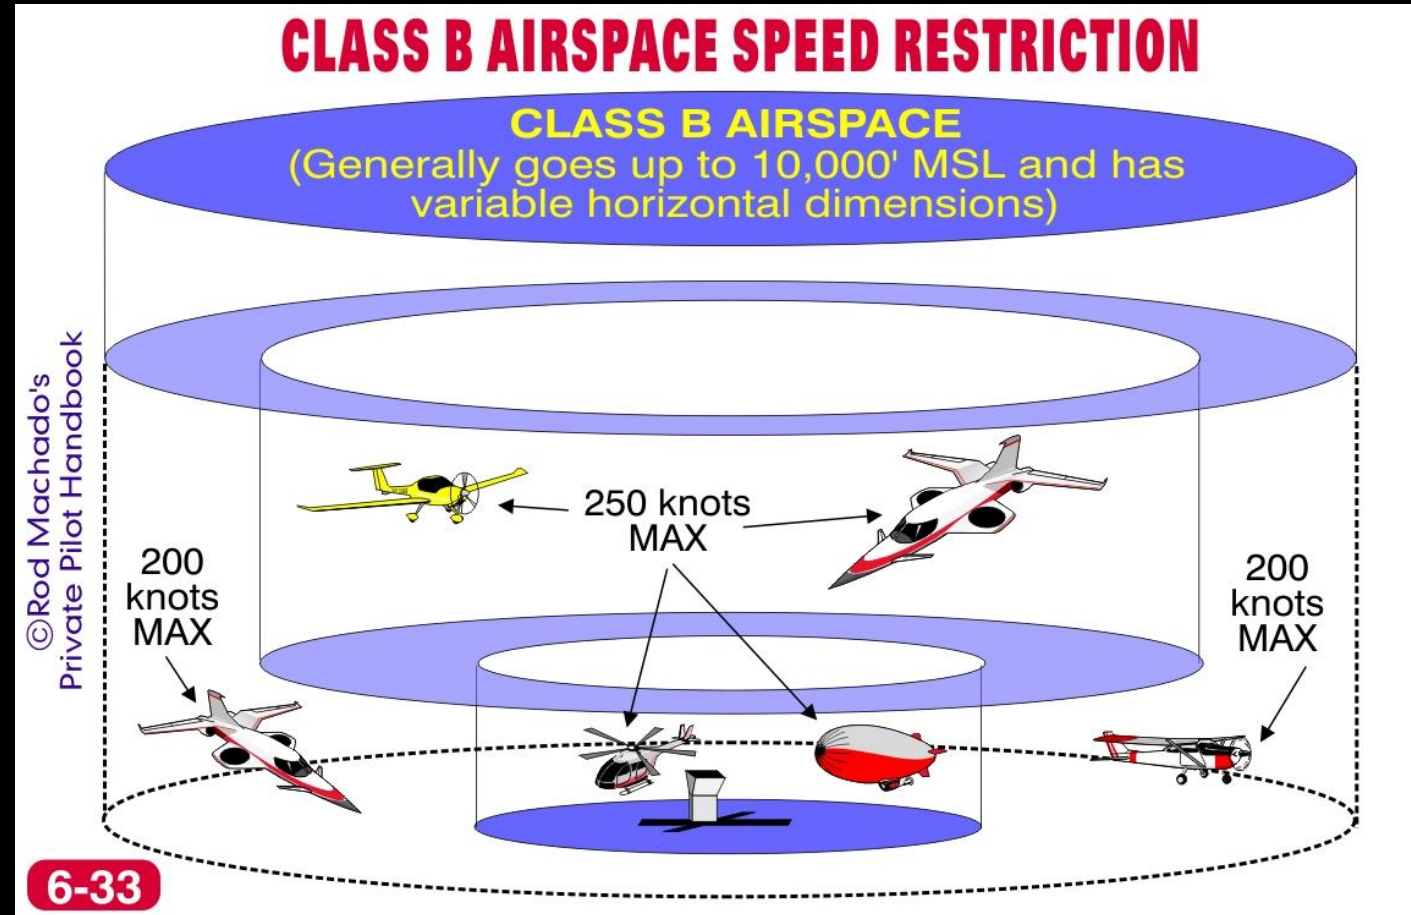 CLASS B AIRSPACE SPEED RESTRICTION
CLASS B AIRSPACE
(Generally goes up to 10,000' MSL and has
variable horizontal dimensions)
©Rod Machado's
Private Pilot Handbook
250 knots
MAX
200
knots
MAX
200
knots
MAX
6-33